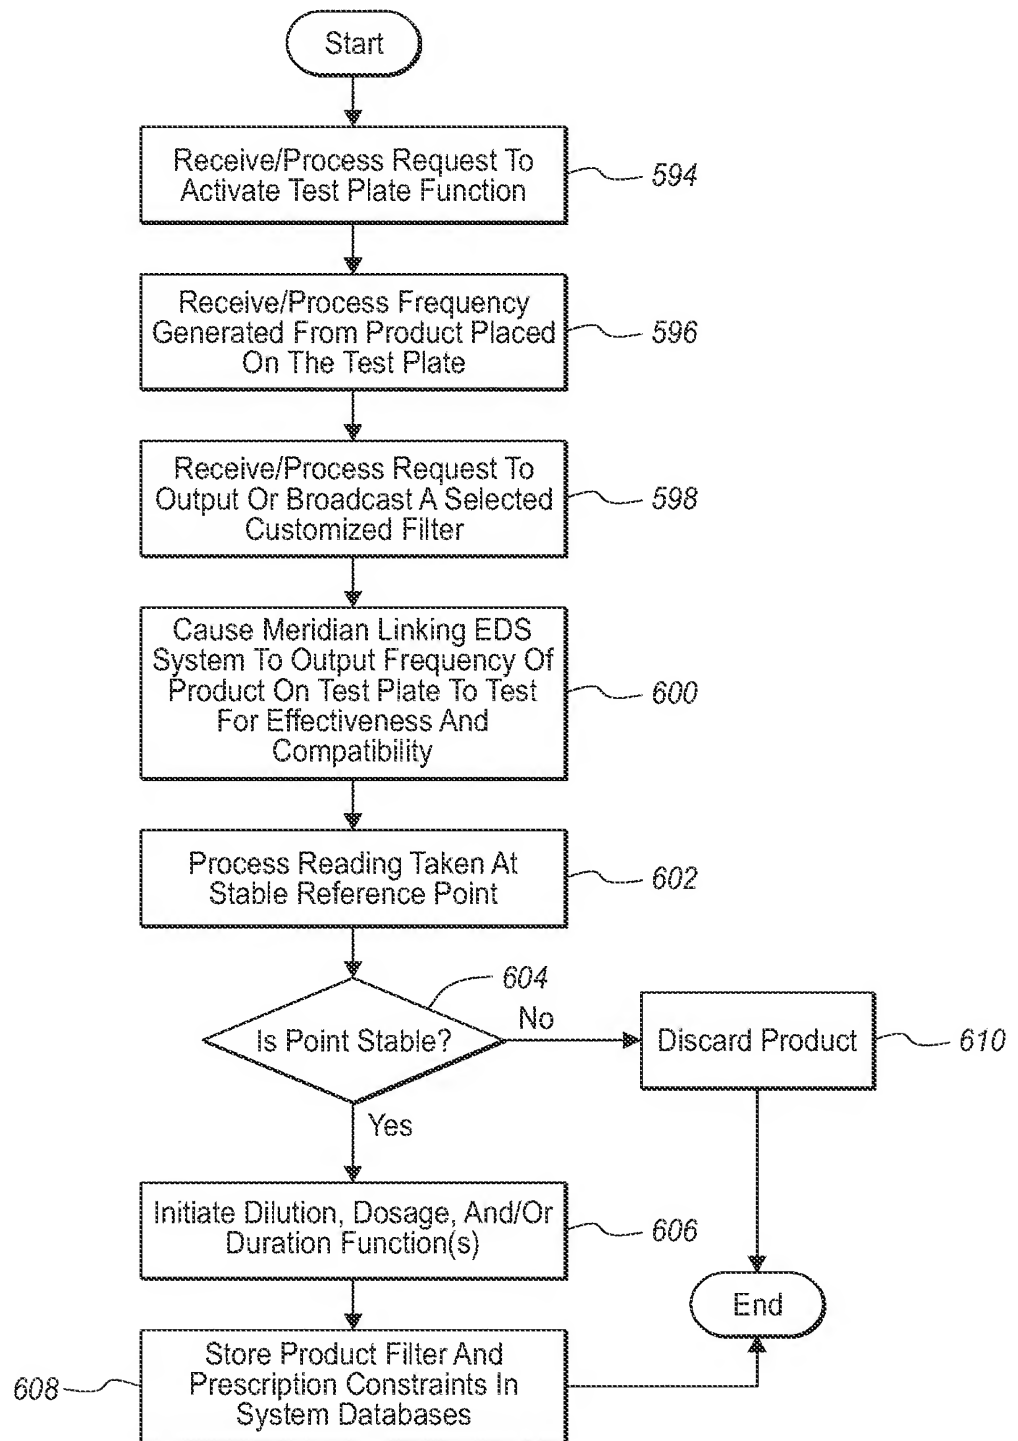 Start
Receive/Process Request To
Activate Test Plate Function
594
Receive/Process Frequency
Generated From Product Placed
On The Test Plate
596
Receive/Process Request To
Output Or Broadcast A Selected
Customized Filter
598
Cause Meridian Linking EDS
System To Output Frequency Of
Product On Test Plate To Test
For Effectiveness And
Compatibility
600
Process Reading Taken At
Stable Reference Point
602
604
Is Point Stable?
No
Discard Product
610
Yes
Initiate Dilution, Dosage, And/Or
Duration Function(s)
606
End
Store Product Filter And
Prescription Constraints In
System Databases
608